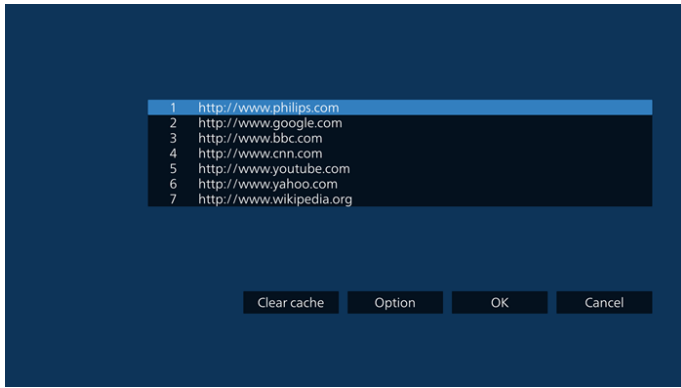 1 http://www.philips.com
2 http://www.google.com
3 http://www.bbc.com
4 http://www.cnn.com
5 http://www.youtube.com
6 http://www.yahoo.com
7 http://www.wikipedia.org
Clear cache Option OK Cancel